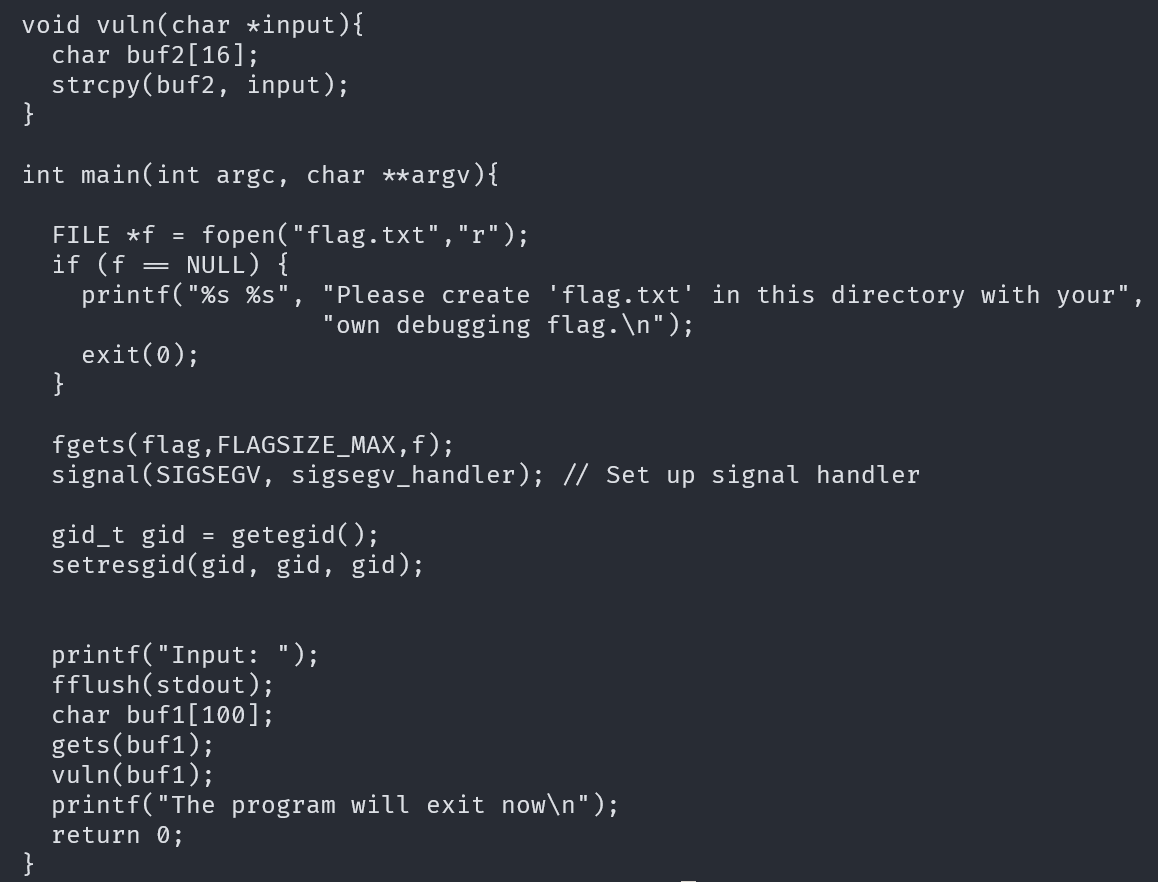 void vuln(char *input){
  char buf2[16];
  strcpy(buf2, input);
}

int main(int argc, char **argv){

  FILE *f = fopen("flag.txt","r");
  if (f == NULL) {
    printf("%s %s", "Please create 'flag.txt' in this directory with your",
                    "own debugging flag.\n");
    exit(0);
  }

  fgets(flag,FLAGSIZE_MAX,f);
  signal(SIGSEGV, sigsegv_handler); // Set up signal handler

  gid_t gid = getegid();
  setresgid(gid, gid, gid);


  printf("Input: ");
  fflush(stdout);
  char buf1[100];
  gets(buf1);
  vuln(buf1);
  printf("The program will exit now\n");
  return 0;
}